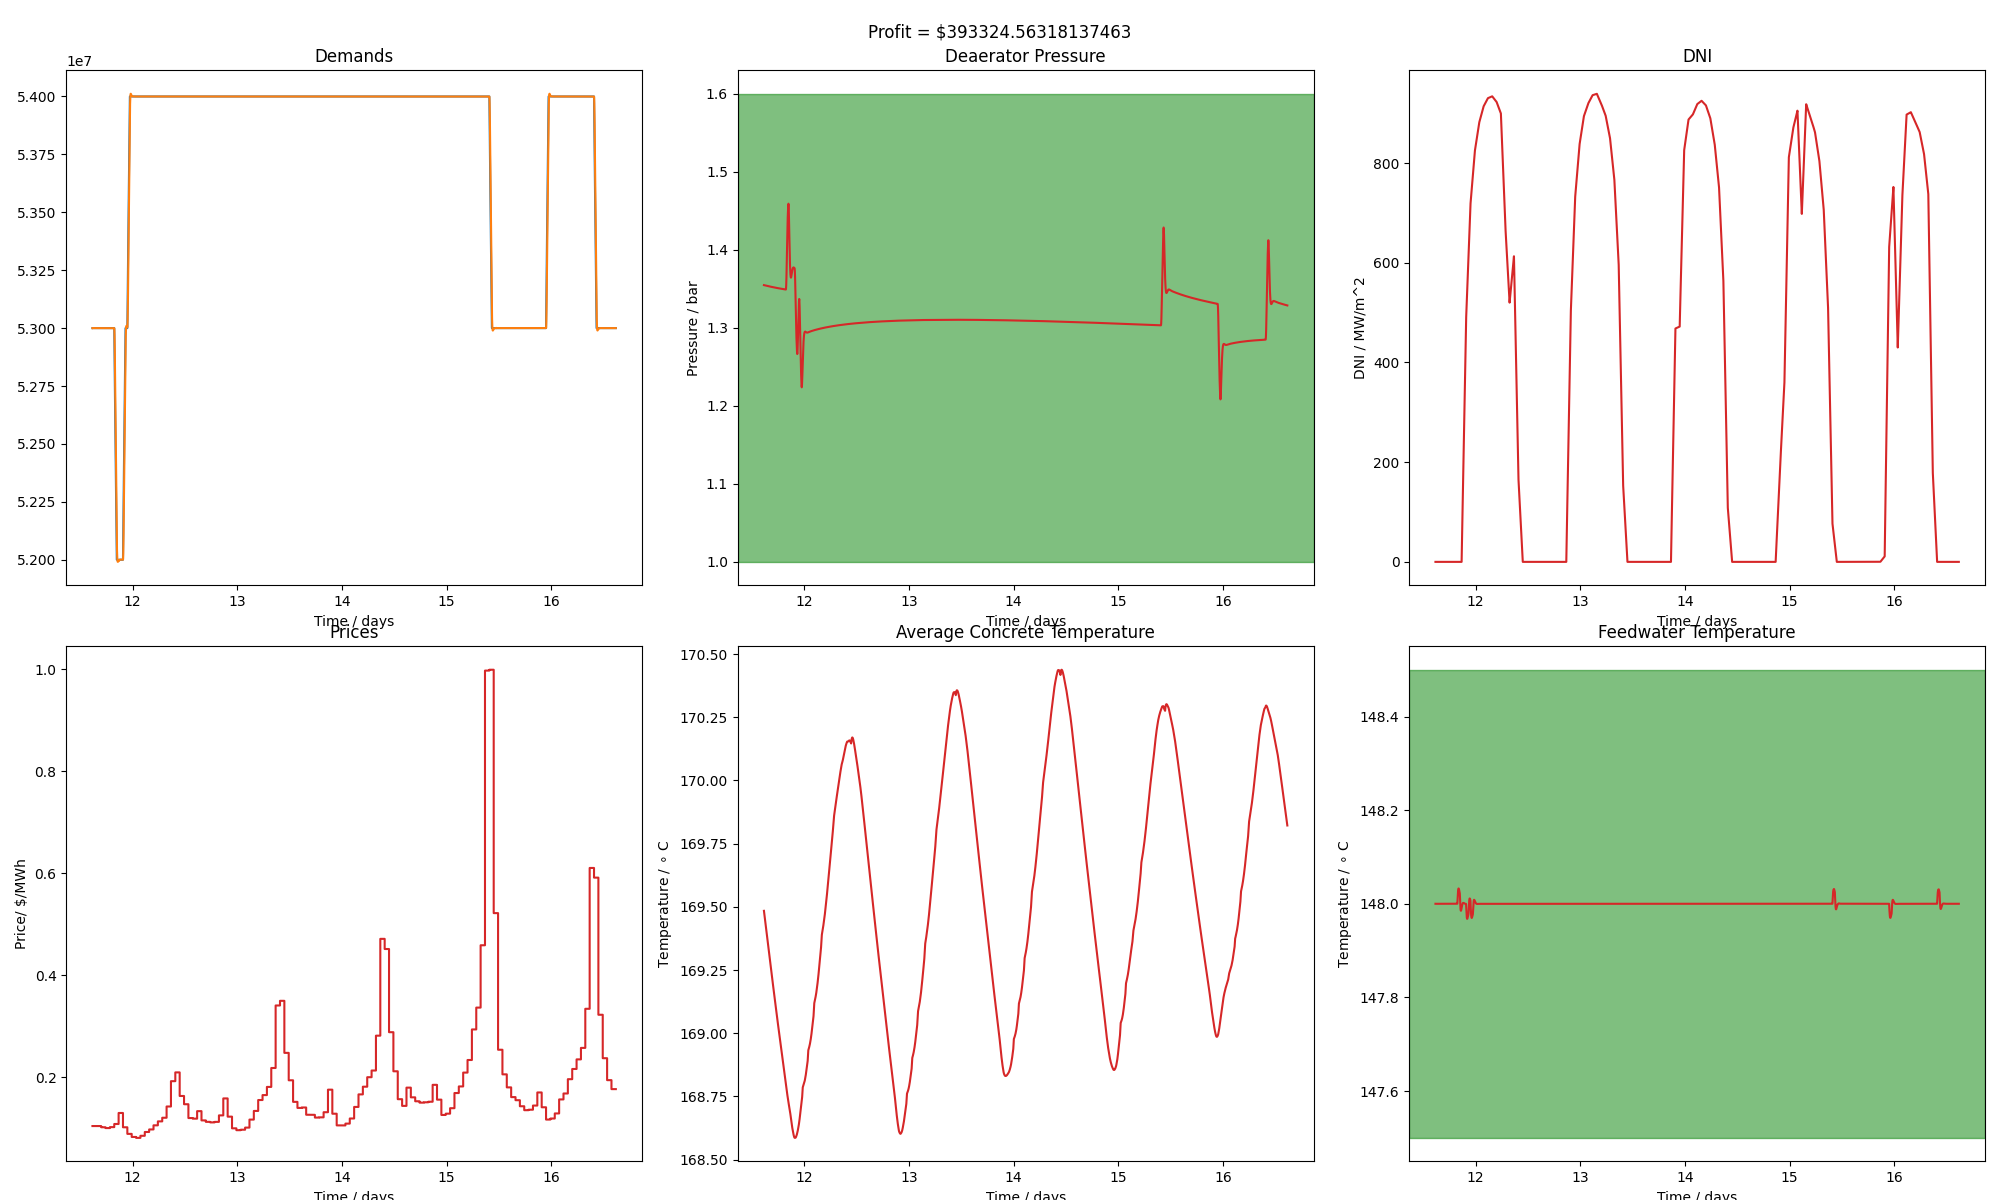 Profit = $393324.56318137463
Demands
1e7
5.400
5.375
5.350
5.325
5.300
5.275
5.250
5.225
5.200
12 13 14 15 16
Time / days
Deaerator Pressure
Pressure / bar
1.6
1.5
1.4
1.3
1.2
1.1
1.0
12 13 14 15 16
Time / days
DNI
DNI / MW/m^2
800
600
400
200
0
12 13 14 15 16
Time / days
Prices
Price/ $/MWh
1.0
0.8
0.6
0.4
0.2
12 13 14 15 16
Time / days
Average Concrete Temperature
Temperature / ∘ C
170.50
170.25
170.00
169.75
169.50
169.25
169.00
168.75
168.50
12 13 14 15 16
Time / days
Feedwater Temperature
Temperature / ∘ C
148.4
148.2
148.0
147.8
147.6
12 13 14 15 16
Time / days